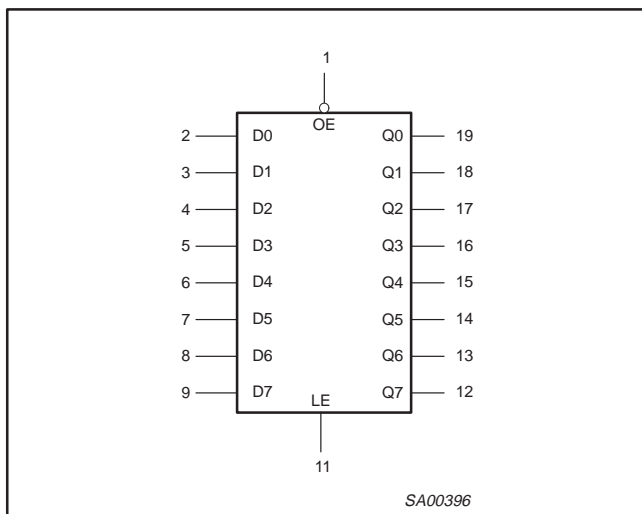 1
OE
2 D0 Q0 19
3 D1 Q1 18
4 D2 Q2 17
5 D3 Q3 16
6 D4 Q4 15
7 D5 Q5 14
8 D6 Q6 13
9 D7 Q7 12
LE
11
SA00396